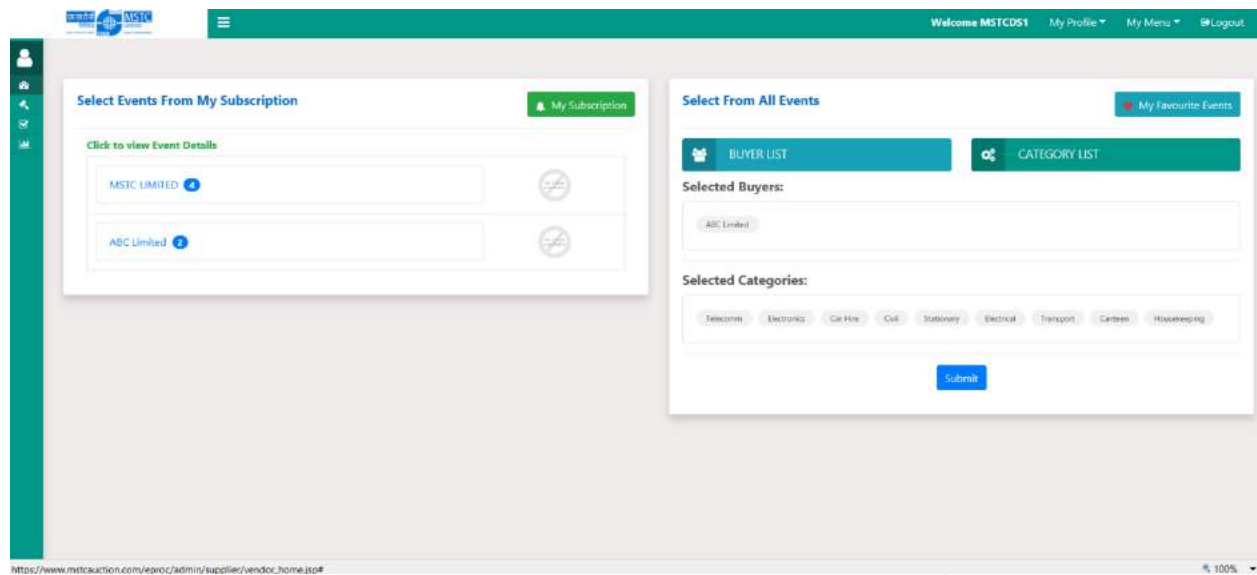 MSTC
Welcome MSTCDS1 My Profile My Menu Logout
Select Events From My Subscription
My Subscription
Click to view Event Details
MSTC LIMITED 4
ABC Limited 2
Select From All Events
My Favourite Events
BUYER LIST
CATEGORY LIST
Selected Buyers:
ABC Limited
Selected Categories:
Telecomm Electronics Car Hire Civil Stationary Electrical Transport Canteen Housekeeping
Submit
https://www.mstcauction.com/eproc/admin/supplier/vendor_home.jsp#
100%